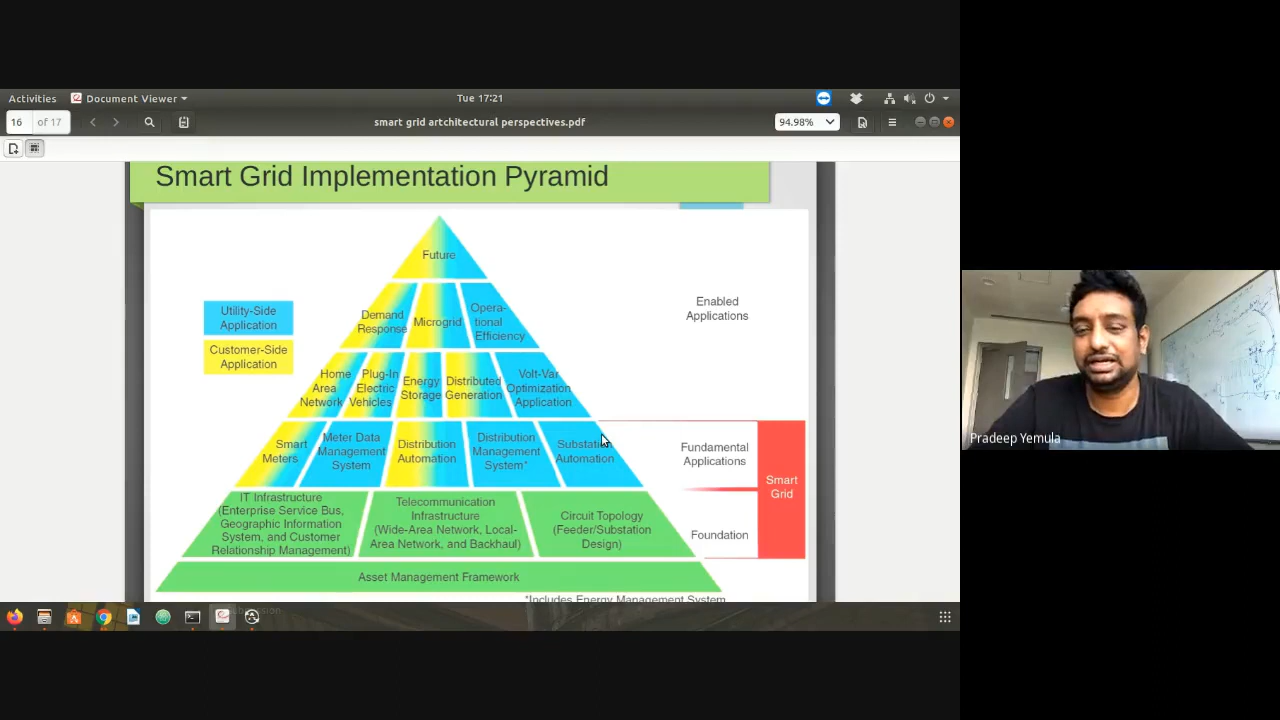 Activities
Document Viewer
Tue 17:21
16
of 17
smart grid artchitectural perspectives.pdf
94.98%
Smart Grid Implementation Pyramid
Future
Utility-Side
Application
Customer-Side
Application
Demand
Response
Microgrid
Opera-
tional
Efficiency
Enabled
Applications
Home
Area
Network
Plug-In
Electric
Vehicles
Energy
Storage
Distributed
Generation
Volt-Var
Optimization
Application
Smart
Meters
Meter Data
Management
System
Distribution
Automation
Distribution
Management
System*
Substation
Automation
Fundamental
Applications
Smart
Grid
IT Infrastructure
(Enterprise Service Bus,
Geographic Information
System, and Customer
Relationship Management)
Telecommunication
Infrastructure
(Wide-Area Network, Local-
Area Network, and Backhaul)
Circuit Topology
(Feeder/Substation
Design)
Foundation
Asset Management Framework
*Includes Energy Management System
Pradeep Yemula